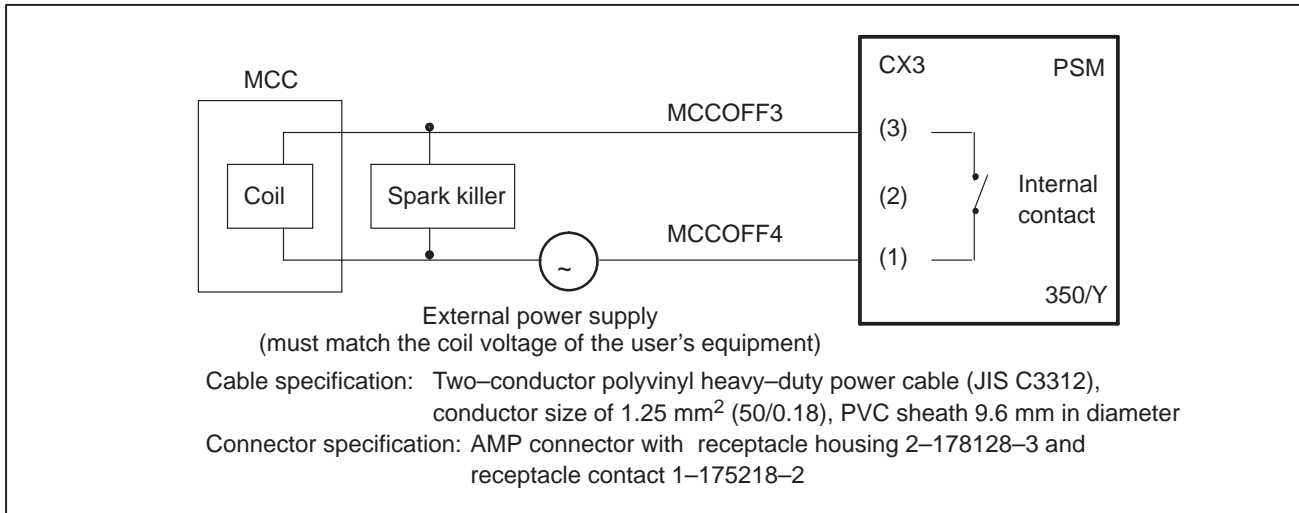 CX3 PSM
MCC
MCCOFF3
(3)
Coil
Spark killer
(2)
Internal
contact
MCCOFF4
(1)
~
350/Y
External power supply
(must match the coil voltage of the user's equipment)
Cable specification: Two–conductor polyvinyl heavy–duty power cable (JIS C3312),
conductor size of 1.25 mm² (50/0.18), PVC sheath 9.6 mm in diameter
Connector specification: AMP connector with receptacle housing 2–178128–3 and
receptacle contact 1–175218–2